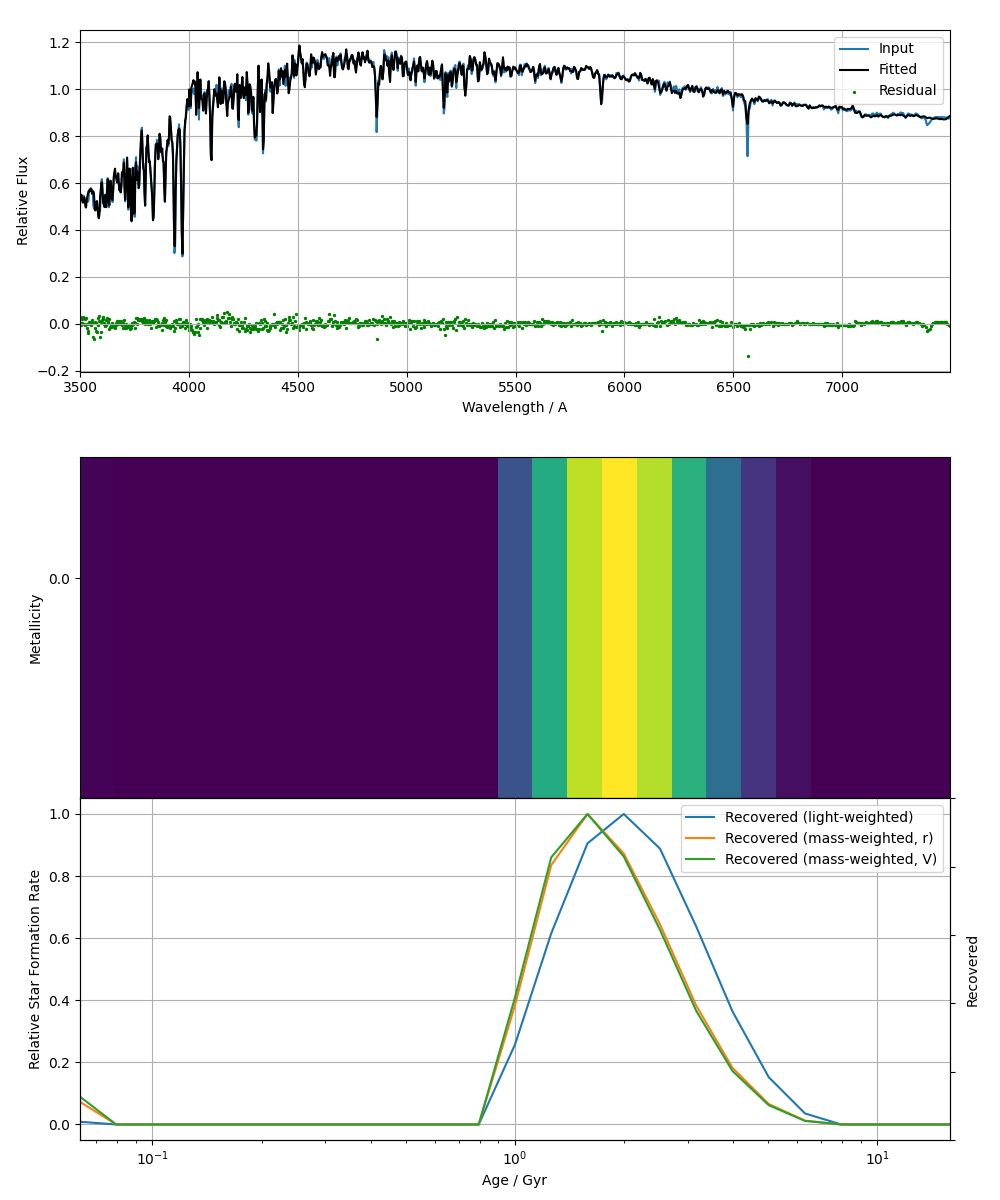 1.2
1.0
0.8
0.6
0.4
0.2
0.0
−0.2
Relative Flux
Input
Fitted
Residual
3500 4000 4500 5000 5500 6000 6500 7000
Wavelength / A
0.0
Metallicity
1.0
0.8
0.6
0.4
0.2
0.0
Relative Star Formation Rate
Recovered (light-weighted)
Recovered (mass-weighted, r)
Recovered (mass-weighted, V)
Recovered
10⁻¹ 10⁰ 10¹
Age / Gyr